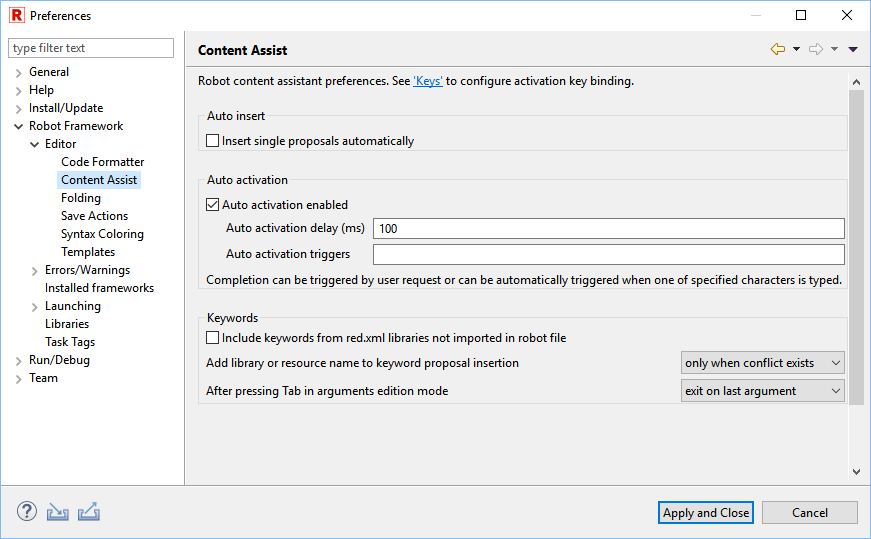 R Preferences
type filter text
General
Help
Install/Update
Robot Framework
Editor
Code Formatter
Content Assist
Folding
Save Actions
Syntax Coloring
Templates
Errors/Warnings
Installed frameworks
Launching
Libraries
Task Tags
Run/Debug
Team
Content Assist
Robot content assistant preferences. See 'Keys' to configure activation key binding.
Auto insert
Insert single proposals automatically
Auto activation
Auto activation enabled
Auto activation delay (ms) 100
Auto activation triggers
Completion can be triggered by user request or can be automatically triggered when one of specified characters is typed.
Keywords
Include keywords from red.xml libraries not imported in robot file
Add library or resource name to keyword proposal insertion only when conflict exists
After pressing Tab in arguments edition mode exit on last argument
? Apply and Close Cancel